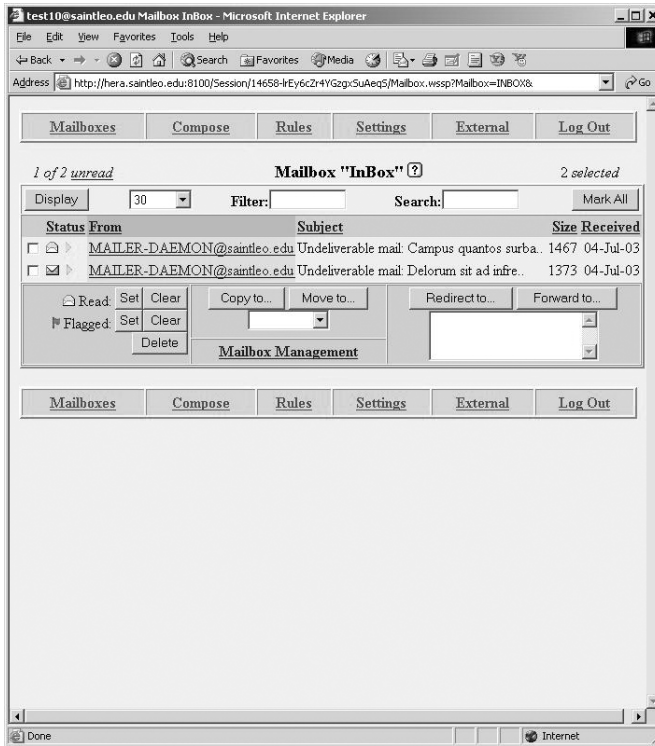 test10@saintleo.edu Mailbox InBox - Microsoft Internet Explorer
File Edit View Favorites Tools Help
Back Search Favorites Media
Address http://hera.saintleo.edu:8100/Session/14658-lrEy6cZr4YGzgxSuAeqS/Mailbox.wssp?Mailbox=INBOX& Go
Mailboxes Compose Rules Settings External Log Out
1 of 2 unread Mailbox "InBox" ? 2 selected
Display 30 Filter: Search: Mark All
Status From Subject Size Received
MAILER-DAEMON@saintleo.edu Undeliverable mail: Campus quantos surba.. 1467 04-Jul-03
MAILER-DAEMON@saintleo.edu Undeliverable mail: Delorum sit ad infre.. 1373 04-Jul-03
Read: Set Clear Copy to... Move to... Redirect to... Forward to...
Flagged: Set Clear
Delete
Mailbox Management
Mailboxes Compose Rules Settings External Log Out
Done Internet